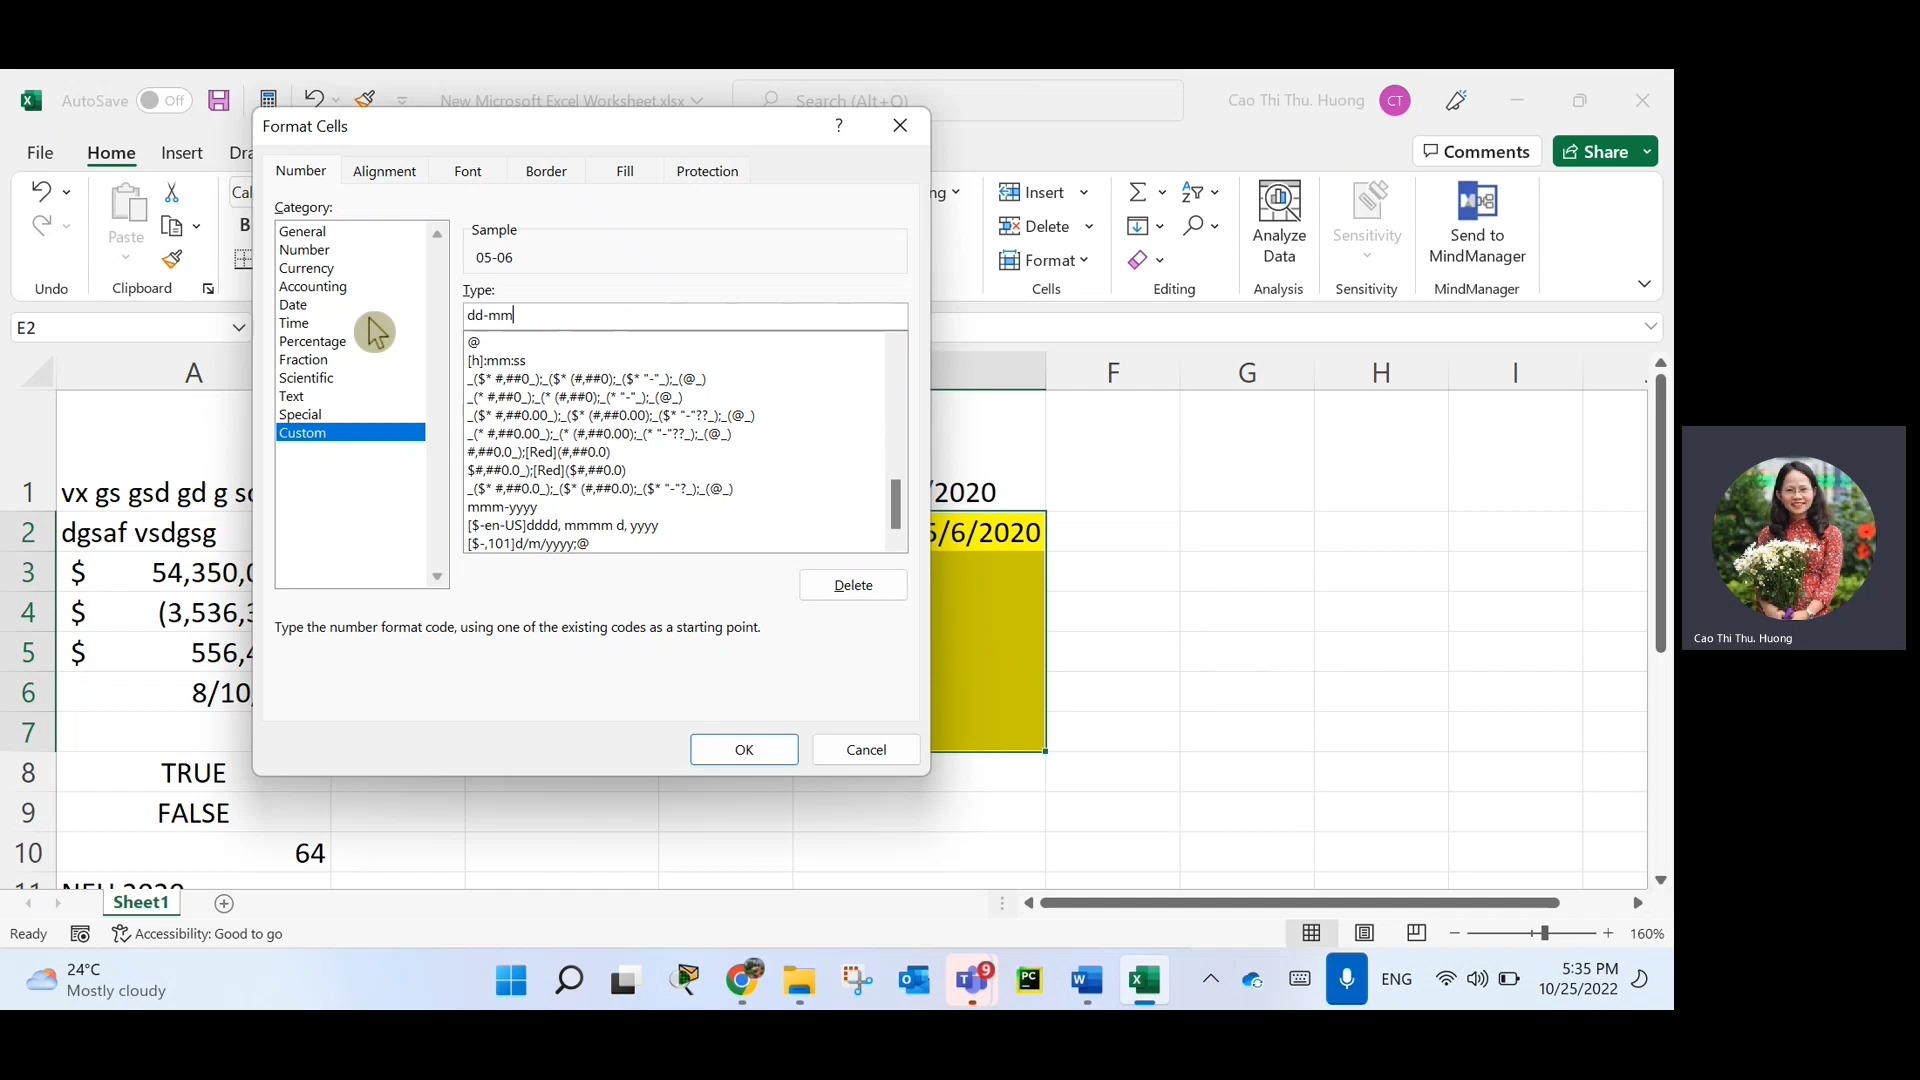 AutoSave Off New Microsoft Excel Worksheet.xlsx Search (Alt+Q) Cao Thi Thu. Huong CT
Format Cells ?
File Home Insert Comments Share
Number Alignment Font Border Fill Protection
Category:
General
Number
Currency
Accounting
Date
Time
Percentage
Fraction
Scientific
Text
Special
Custom
Sample
05-06
Type:
dd-mm
@
[h]:mm:ss
_($* #,##0_);_($* (#,##0);_($* "-"_);_(@_)
_(* #,##0_);_(* (#,##0);_(* "-"_);_(@_)
_($* #,##0.00_);_($* (#,##0.00);_($* "-"??_);_(@_)
_(* #,##0.00_);_(* (#,##0.00);_(* "-"??_);_(@_)
#,##0.0_);[Red](#,##0.0)
$#,##0.0_);[Red]($#,##0.0)
_($* #,##0.0_);_($* (#,##0.0);_($* "-"?_);_(@_)
mmm-yyyy
[$-en-US]dddd, mmmm d, yyyy
[$-,101]d/m/yyyy;@
Delete
Type the number format code, using one of the existing codes as a starting point.
OK Cancel
Paste
B
Undo Clipboard
Insert
Delete
Format
Cells
Editing
Analyze
Data
Analysis
Sensitivity
Sensitivity
Send to
MindManager
MindManager
E2
A F G H I
1 vx gs gsd gd g /2020
2 dgsaf vsdgsg 5/6/2020
3 $ 54,350,
4 $ (3,536,
5 $ 556,
6 8/10
7
8 TRUE
9 FALSE
10 64
11 NEU 2020
Sheet1
Ready Accessibility: Good to go 160%
24°C
Mostly cloudy
9
PC
ENG
5:35 PM
10/25/2022
Cao Thi Thu. Huong